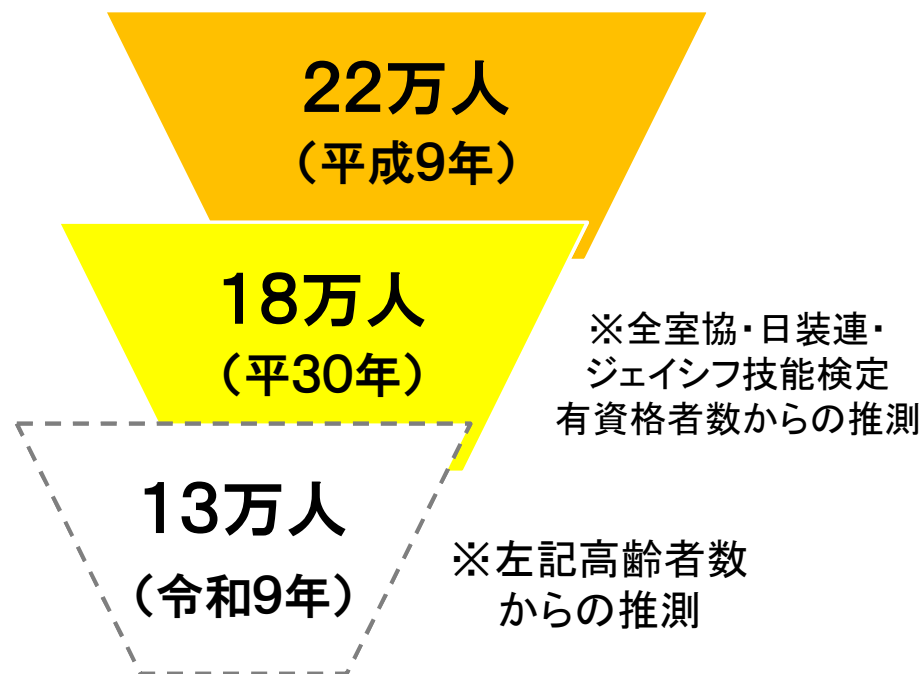 22万人
（平成9年）
18万人
（平30年）
※全室協・日装連・
ジェイシフ技能検定
有資格者数からの推測
13万人
（令和9年）
※左記高齢者数
からの推測